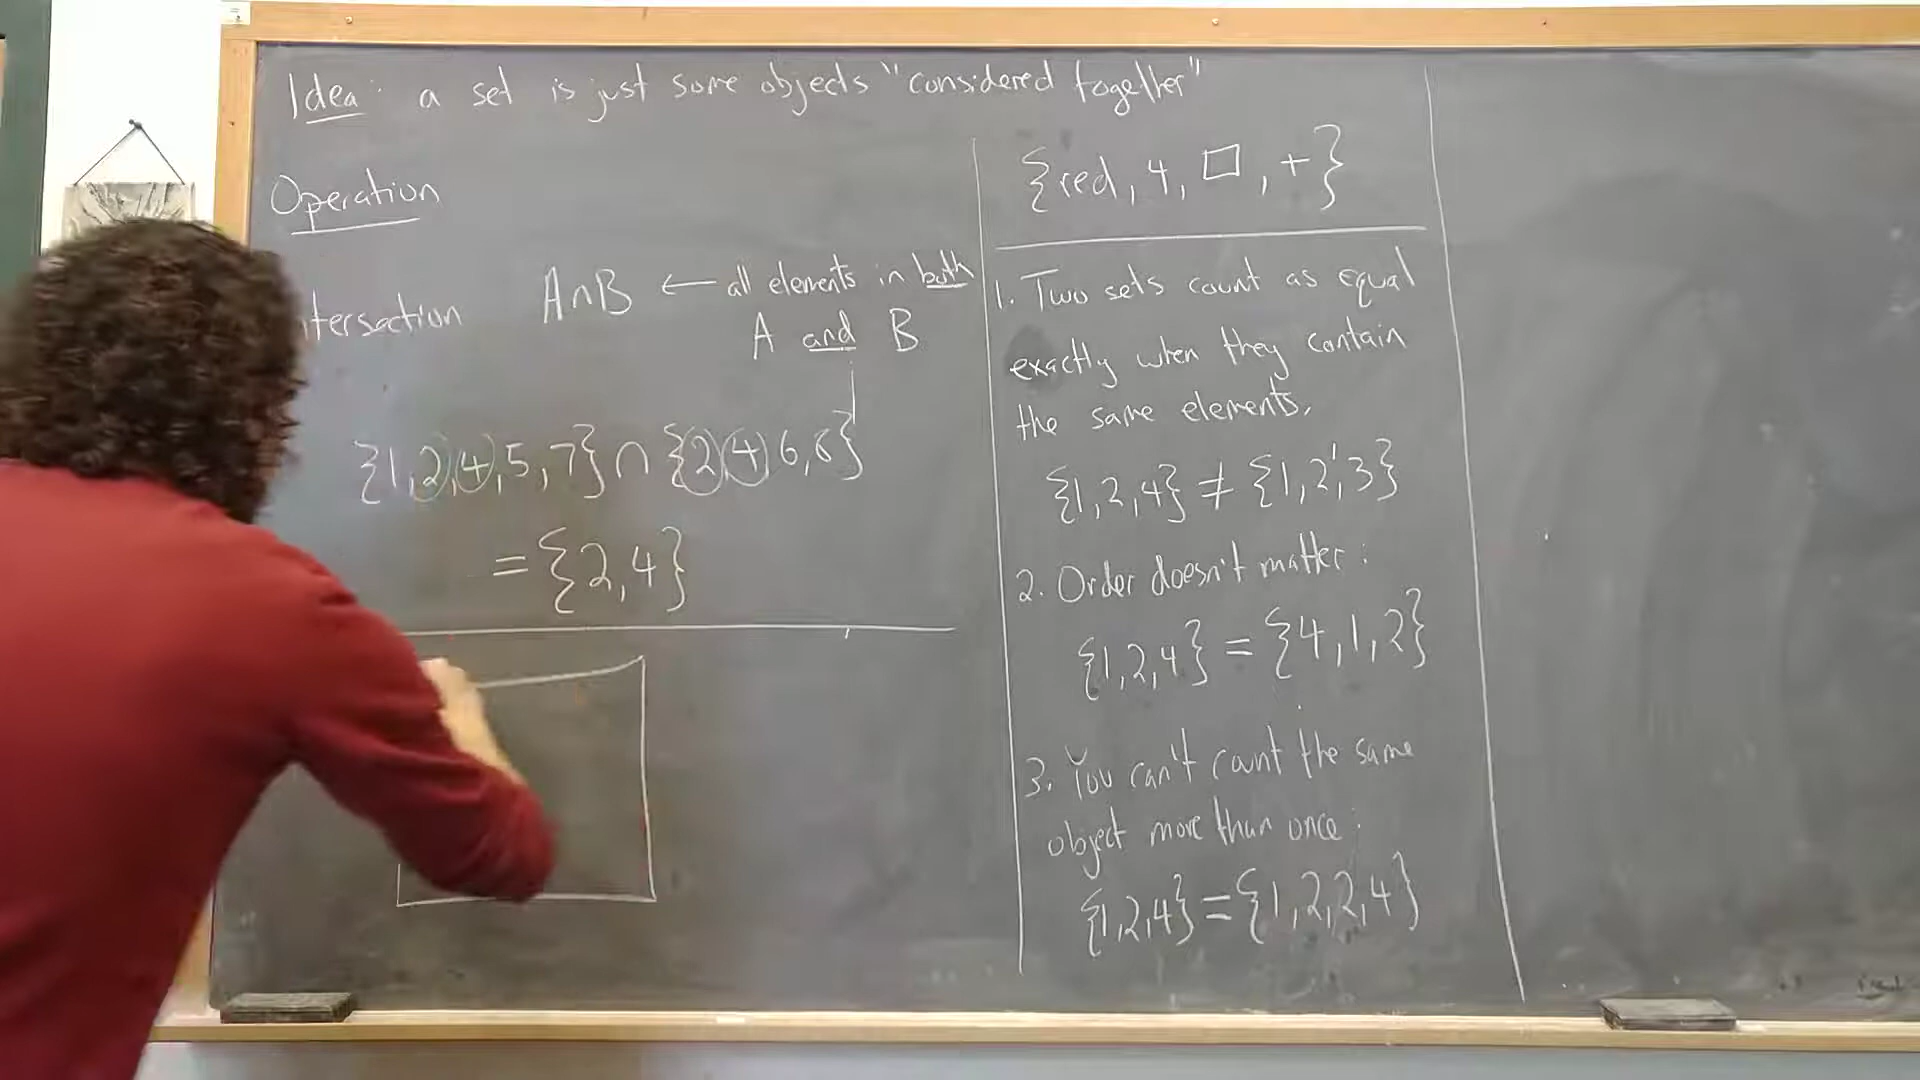 Idea: a set is just some objects "considered together"
Operation
ntersection A∩B ← all elements in both
A and B
{1,2,4,5,7}∩{2,4,6,8}
={2,4}
{red, 4, □, +}
1. Two sets count as equal
exactly when they contain
the same elements.
{1,2,4} ≠ {1,2,3}
2. Order doesn't matter:
{1,2,4} = {4,1,2}
3. You can't count the same
object more than once:
{1,2,4} = {1,2,2,4}